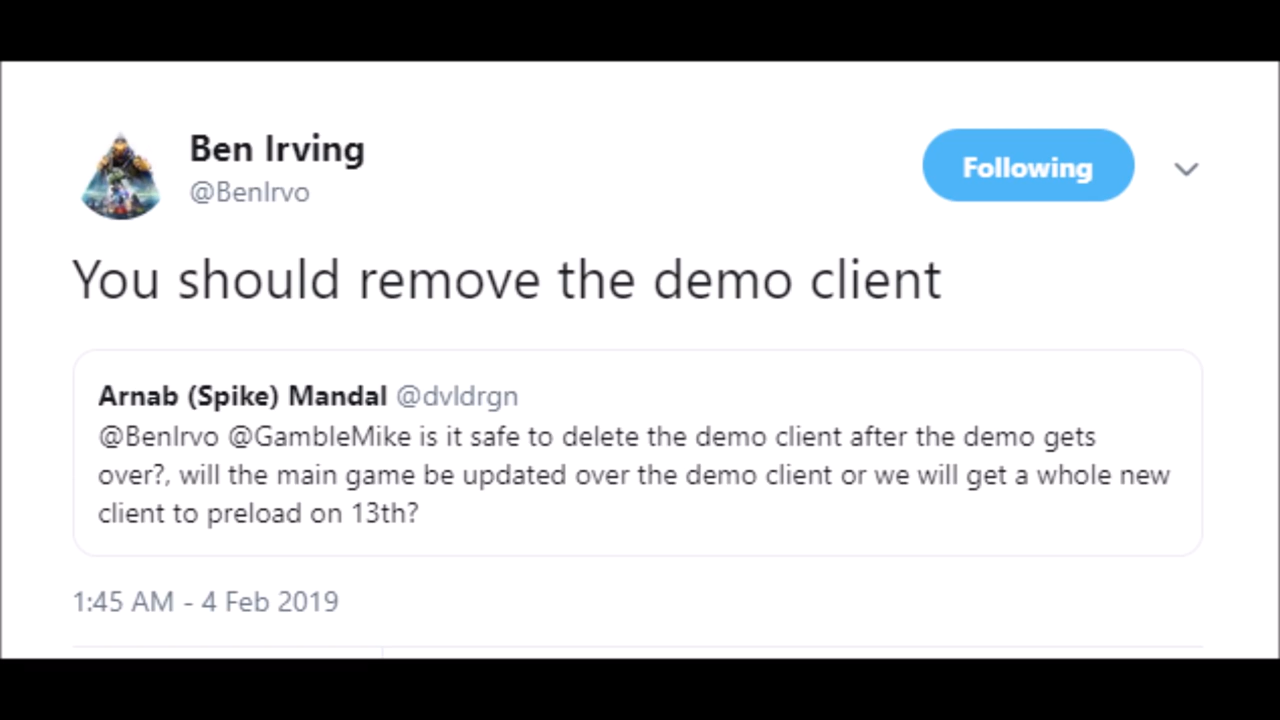 Ben Irving
@BenIrvo
Following
You should remove the demo client
Arnab (Spike) Mandal @dvldrgn
@BenIrvo @GambleMike is it safe to delete the demo client after the demo gets
over?, will the main game be updated over the demo client or we will get a whole new
client to preload on 13th?
1:45 AM - 4 Feb 2019